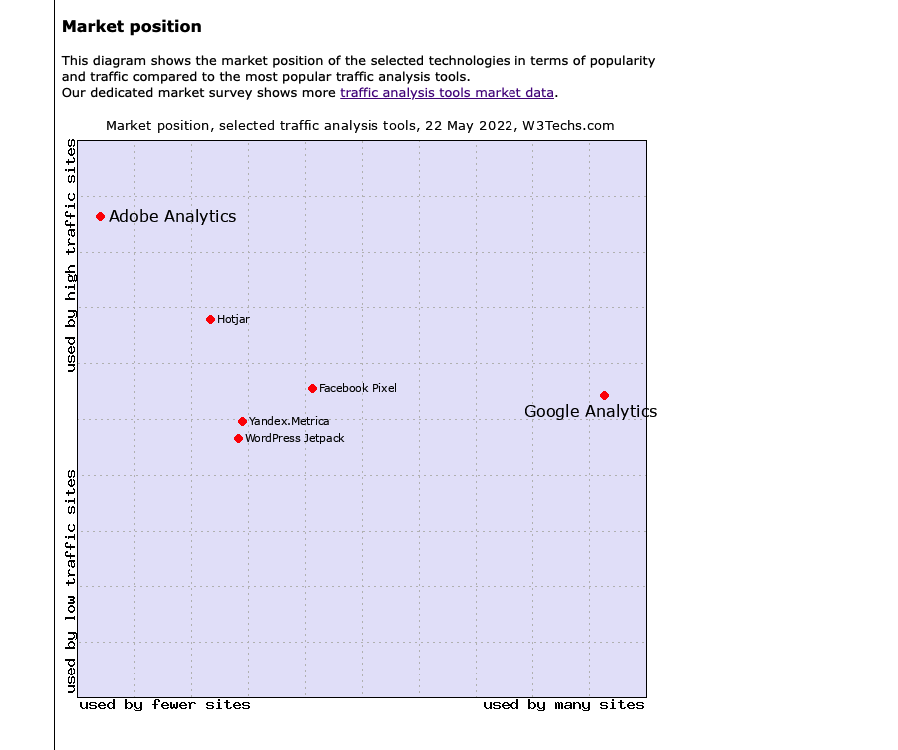 Market position
This diagram shows the market position of the selected technologies in terms of popularity
and traffic compared to the most popular traffic analysis tools.
Our dedicated market survey shows more traffic analysis tools market data.
Market position, selected traffic analysis tools, 22 May 2022, W3Techs.com
used by high traffic sites
Adobe Analytics
Hotjar
Facebook Pixel
Google Analytics
Yandex.Metrica
WordPress Jetpack
used by low traffic sites
used by fewer sites
used by many sites